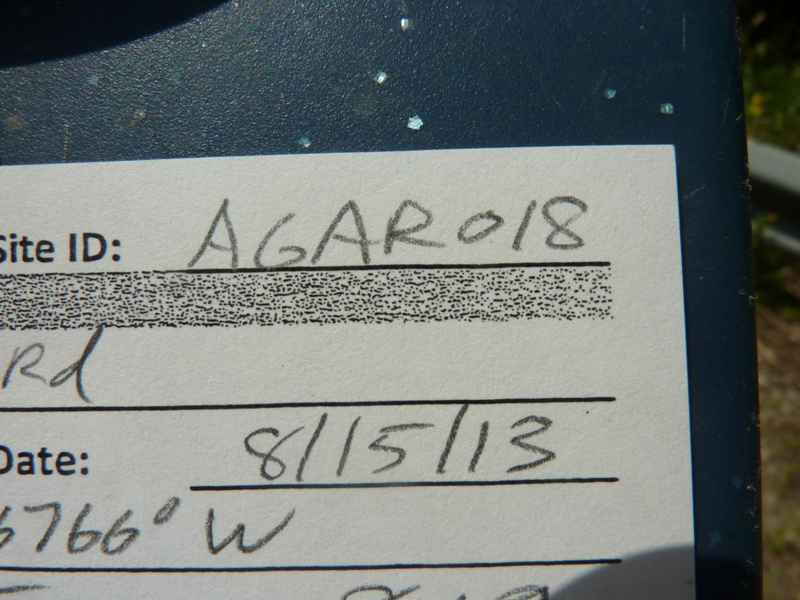 Site ID: AGAR018
Rd
Date: 8/15/13
6766° W